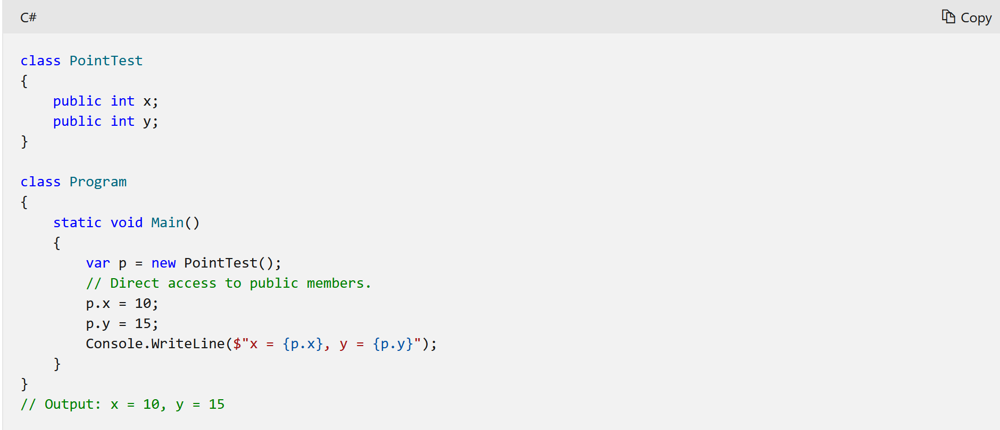 C#
Copy
class PointTest
{
    public int x;
    public int y;
}

class Program
{
    static void Main()
    {
        var p = new PointTest();
        // Direct access to public members.
        p.x = 10;
        p.y = 15;
        Console.WriteLine($"x = {p.x}, y = {p.y}");
    }
}
// Output: x = 10, y = 15